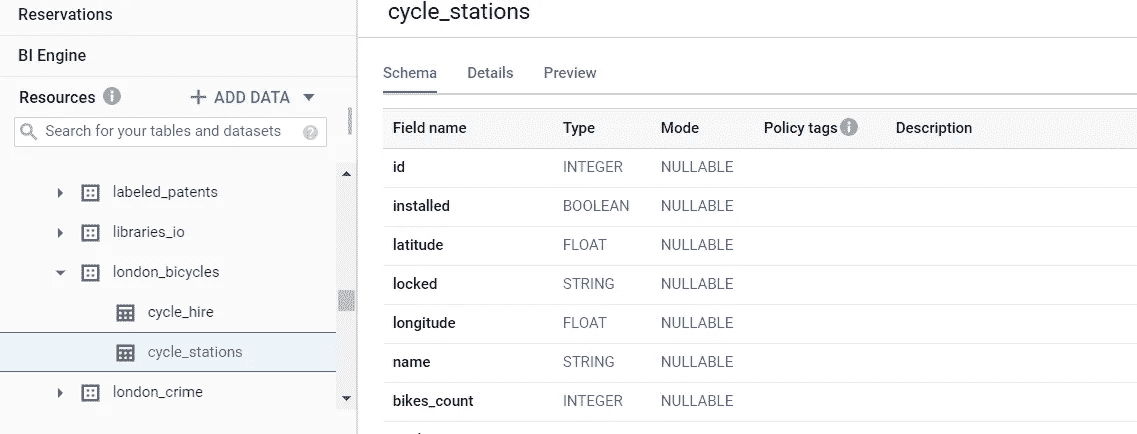 Reservations
BI Engine
Resources
ADD DATA
Search for your tables and datasets
labeled_patents
libraries_io
london_bicycles
cycle_hire
cycle_stations
london_crime
cycle_stations
Schema Details Preview
Field name Type Mode Policy tags Description
id INTEGER NULLABLE
installed BOOLEAN NULLABLE
latitude FLOAT NULLABLE
locked STRING NULLABLE
longitude FLOAT NULLABLE
name STRING NULLABLE
bikes_count INTEGER NULLABLE